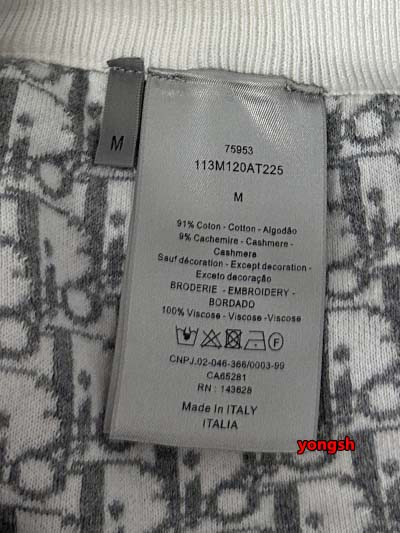 M
75953
113M120AT225
M
91% Coton - Cotton - Algodão
9% Cachemire - Cashmere -
Cashmere
Sauf décoration - Except decoration -
Exceto decoração
BRODERIE - EMBROIDERY -
BORDADO
100% Viscose - Viscose -Viscose
F
CNPJ.02-046-366/0003-99
CA65281
RN : 143628
Made In ITALY
ITALIA
yongsh